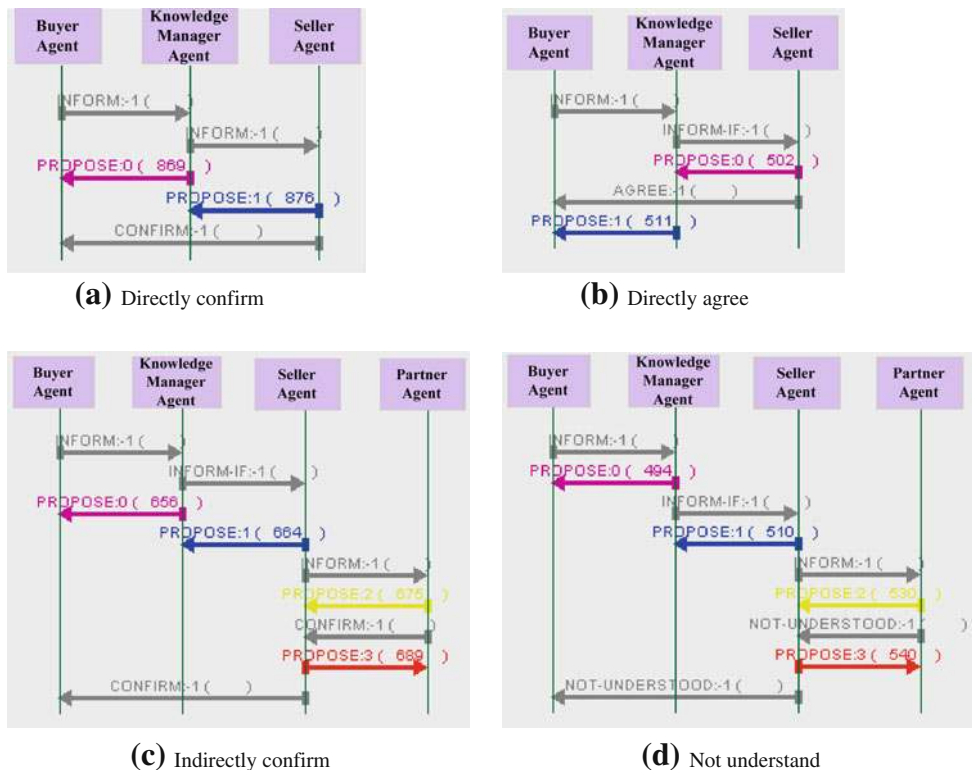 Buyer
Agent
Knowledge
Manager
Agent
Seller
Agent
INFORM:-1 ( )
INFORM:-1 ( )
PROPOSE:0 ( 869 )
PROPOSE:1 ( 876 )
CONFIRM:-1 ( )
(a) Directly confirm
Buyer
Agent
Knowledge
Manager
Agent
Seller
Agent
INFORM:-1 ( )
INFORM-IF:-1 ( )
PROPOSE:0 ( 502 )
AGREE:-1 ( )
PROPOSE:1 ( 511 )
(b) Directly agree
Buyer
Agent
Knowledge
Manager
Agent
Seller
Agent
Partner
Agent
INFORM:-1 ( )
INFORM-IF:-1 ( )
PROPOSE:0 ( 656 )
PROPOSE:1 ( 664 )
INFORM:-1 ( )
PROPOSE:2 ( 675 )
CONFIRM:-1 ( )
PROPOSE:3 ( 689 )
CONFIRM:-1 ( )
(c) Indirectly confirm
Buyer
Agent
Knowledge
Manager
Agent
Seller
Agent
Partner
Agent
INFORM:-1 ( )
PROPOSE:0 ( 494 )
INFORM-IF:-1 ( )
PROPOSE:1 ( 510 )
INFORM:-1 ( )
PROPOSE:2 ( 530 )
NOT-UNDERSTOOD:-1 ( )
PROPOSE:3 ( 540 )
NOT-UNDERSTOOD:-1 ( )
(d) Not understand